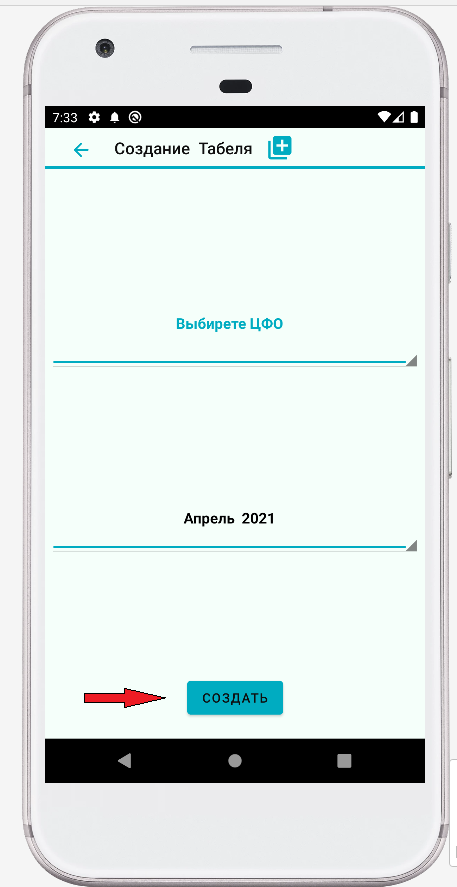 7:33
Создание Табеля
Выбирете ЦФО
Апрель 2021
СОЗДАТЬ